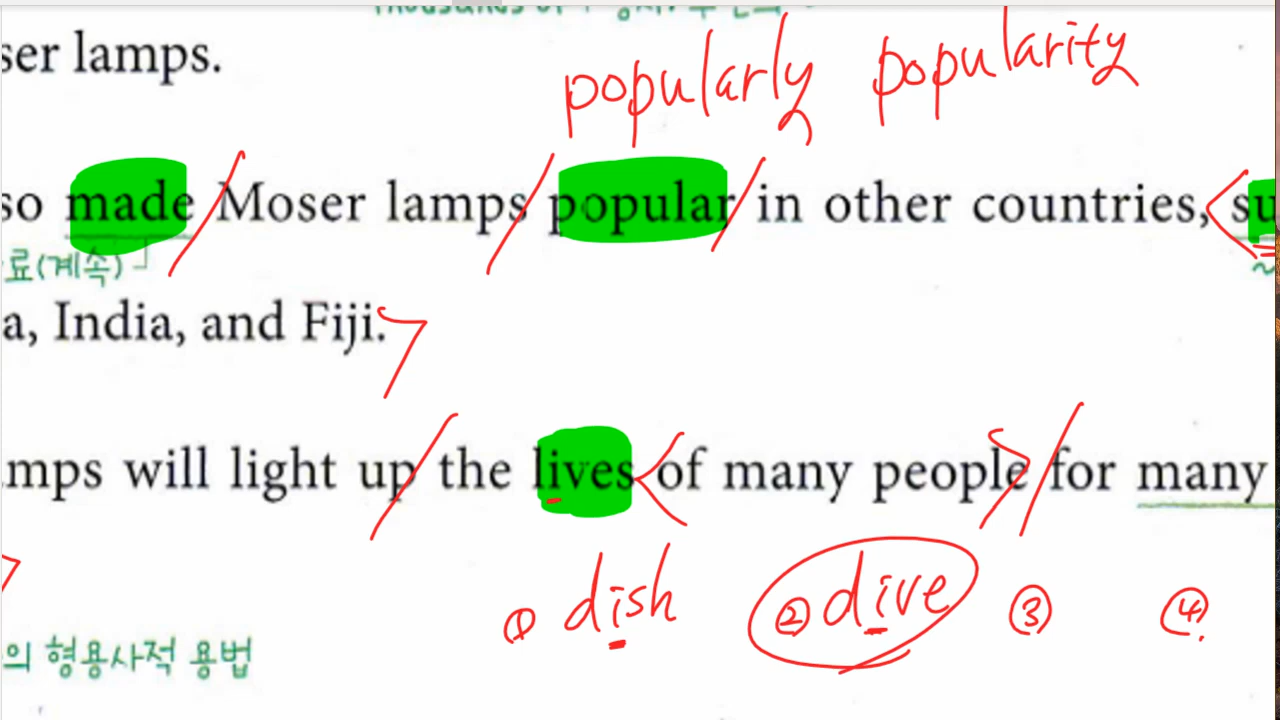 ser lamps.
popularly popularity
so made Moser lamps popular in other countries, su
료(계속)
a, India, and Fiji.
mps will light up the lives of many people for many
① dish ② dive ③ ④
의 형용사적 용법